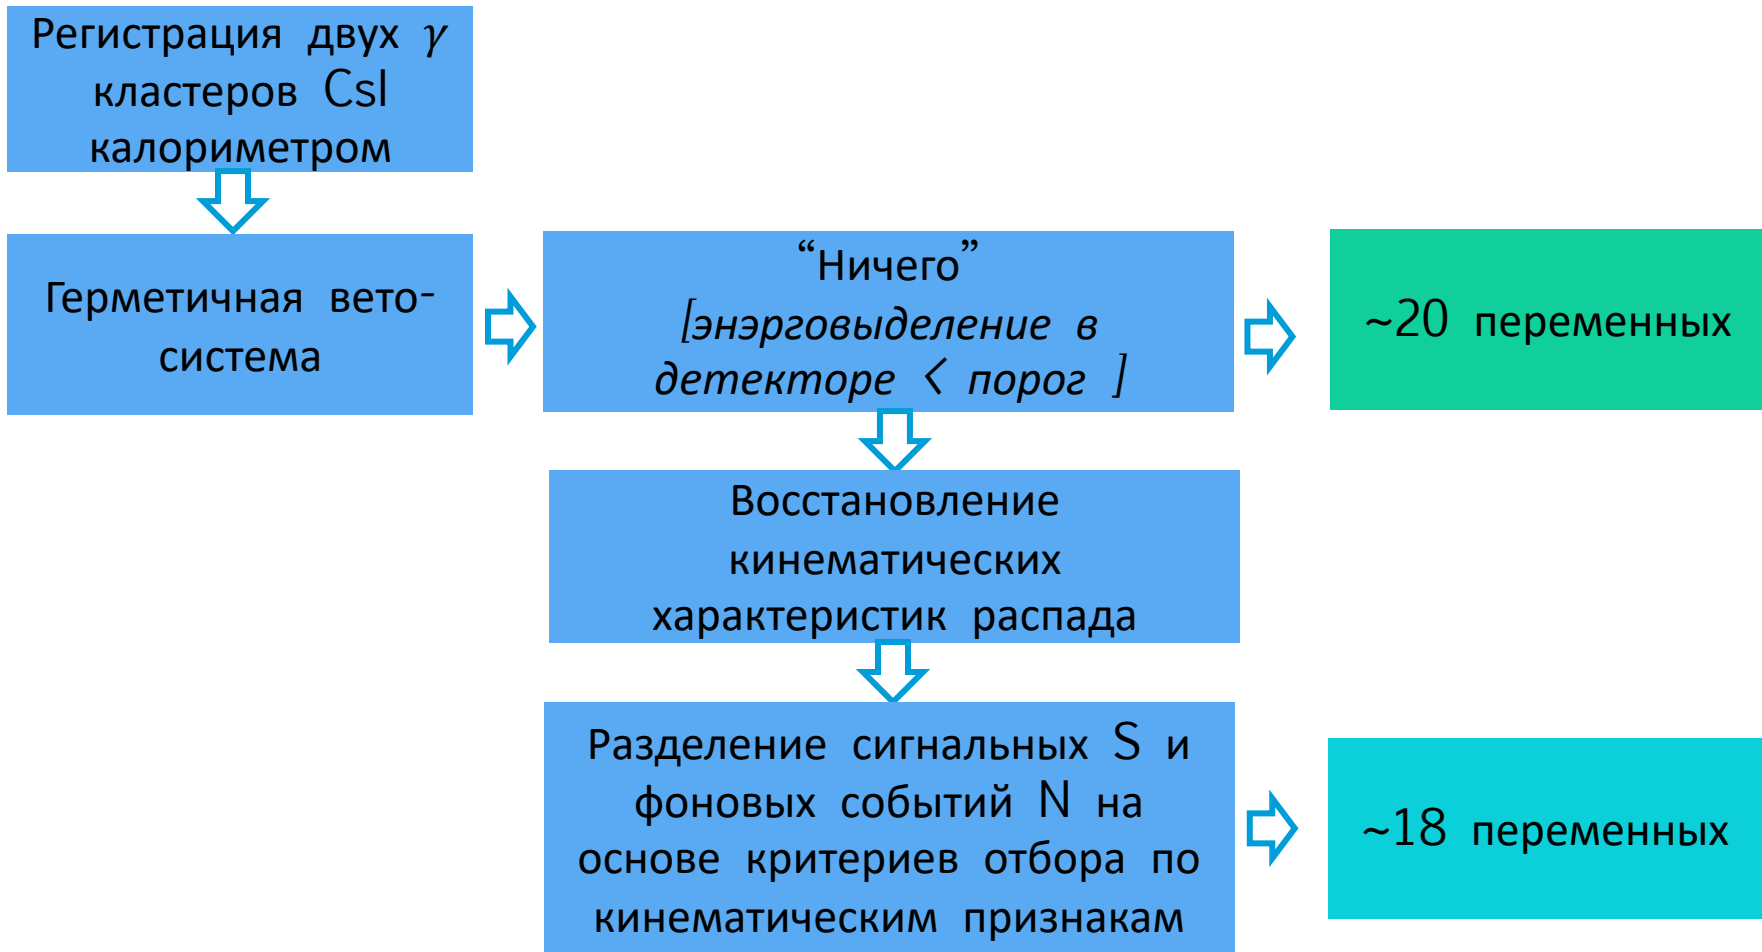 Регистрация двух γ
кластеров CsI
калориметром
Герметичная вето-
система
“Ничего”
[энэрговыделение в
детекторе < порог ]
~20 переменных
Восстановление
кинематических
характеристик распада
Разделение сигнальных S и
фоновых событий N на
основе критериев отбора по
кинематическим признакам
~18 переменных